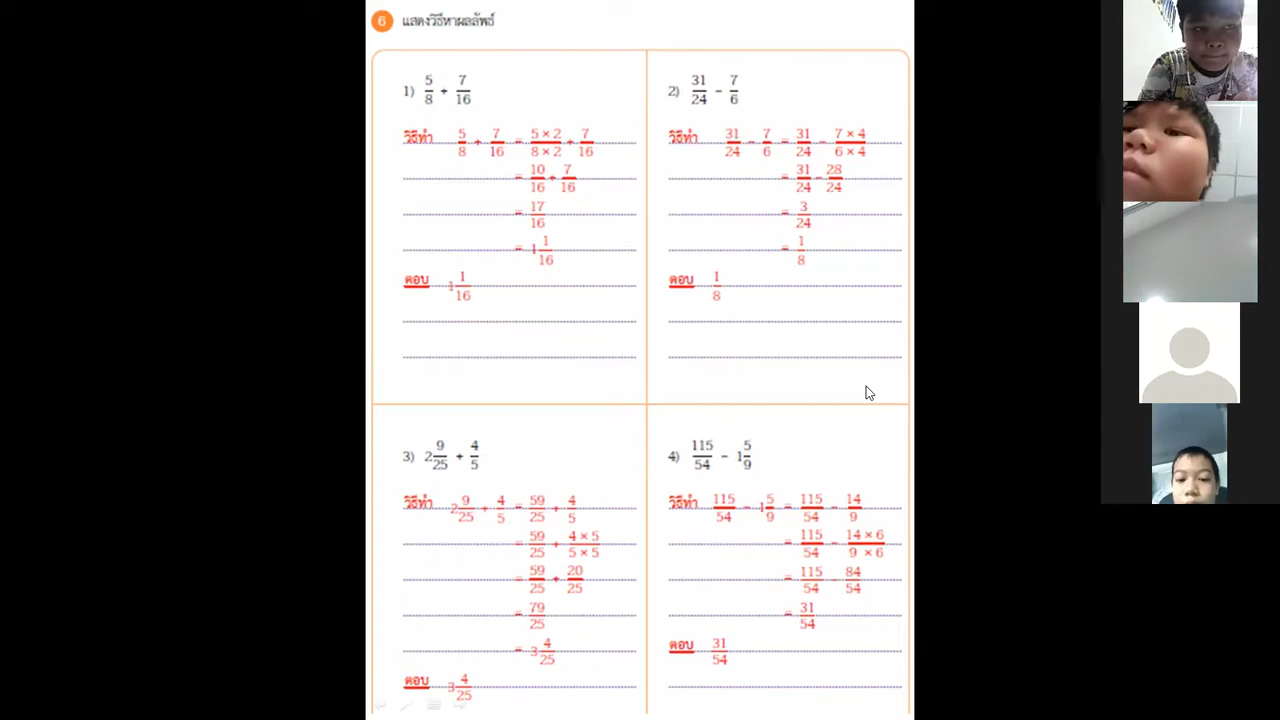 6 แสดงวิธีหาผลลัพธ์
1) 5/8 + 7/16
วิธีทำ 5/8 + 7/16 = (5 × 2)/(8 × 2) + 7/16
= 10/16 + 7/16
= 17/16
= 1 1/16
ตอบ 1 1/16
2) 31/24 - 7/6
วิธีทำ 31/24 - 7/6 = 31/24 - (7 × 4)/(6 × 4)
= 31/24 - 28/24
= 3/24
= 1/8
ตอบ 1/8
3) 2 9/25 + 4/5
วิธีทำ 2 9/25 + 4/5 = 59/25 + 4/5
= 59/25 + (4 × 5)/(5 × 5)
= 59/25 + 20/25
= 79/25
= 3 4/25
ตอบ 3 4/25
4) 115/54 - 1 5/9
วิธีทำ 115/54 - 1 5/9 = 115/54 - 14/9
= 115/54 - (14 × 6)/(9 × 6)
= 115/54 - 84/54
= 31/54
ตอบ 31/54